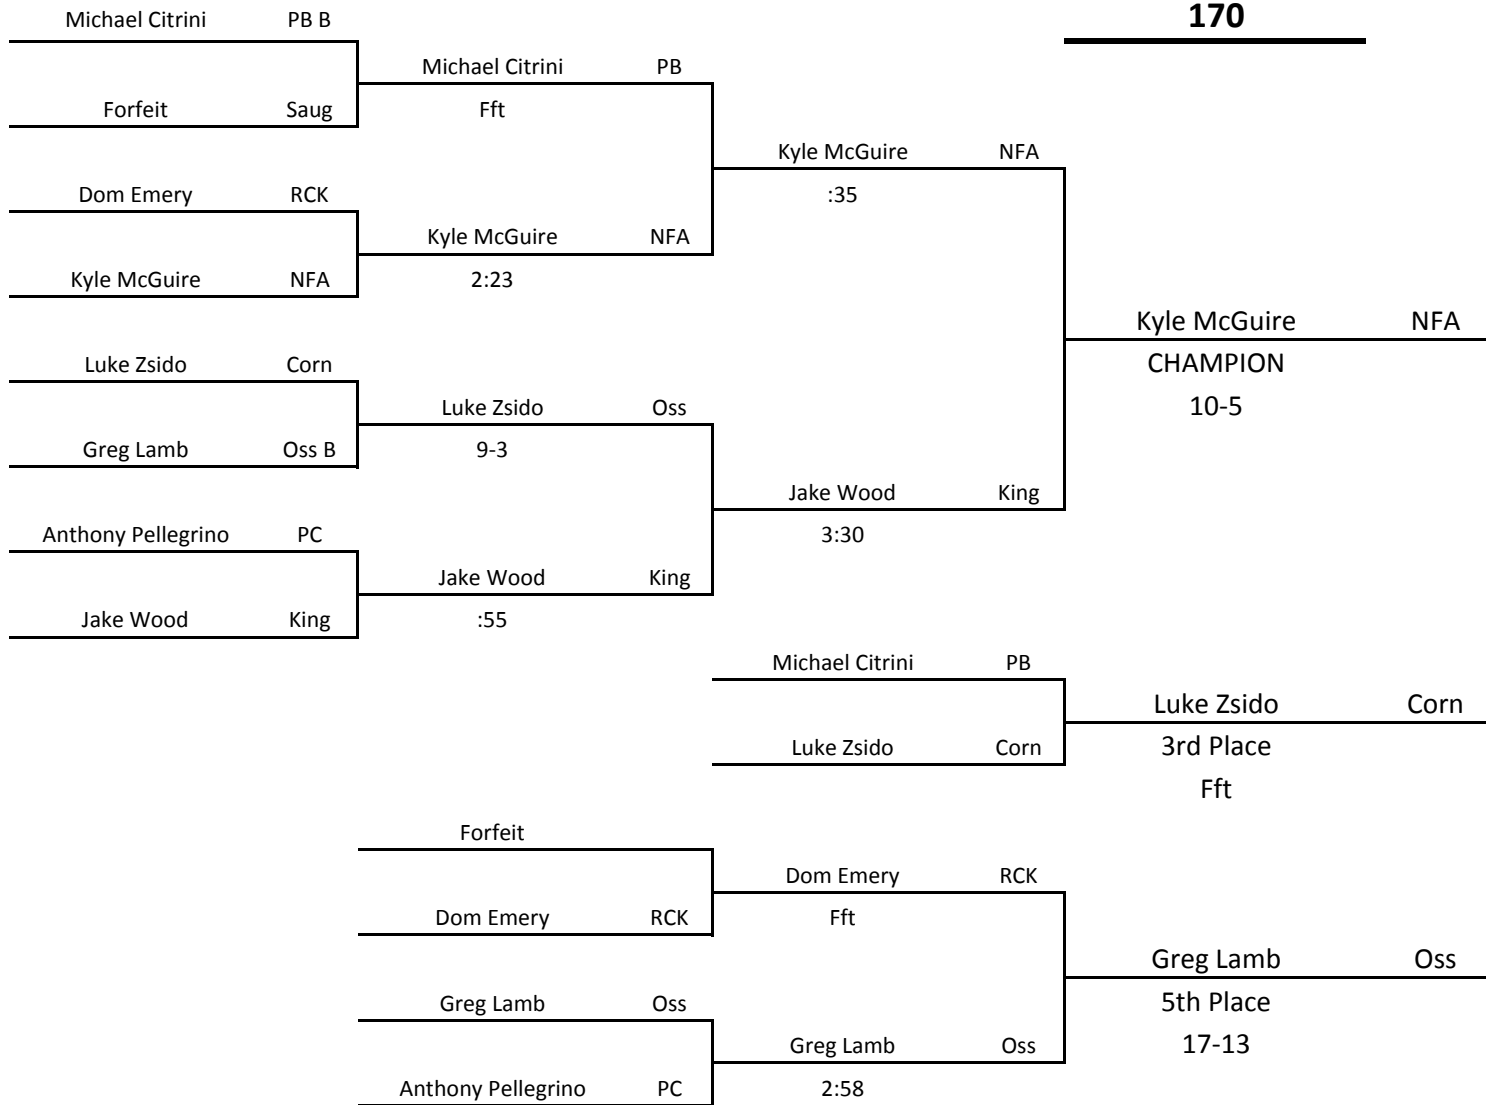 Michael Citrini PB B
170
Michael Citrini PB
Forfeit Saug
Fft
Kyle McGuire NFA
Dom Emery RCK
:35
Kyle McGuire NFA
Kyle McGuire NFA
2:23
Kyle McGuire NFA
Luke Zsido Corn
CHAMPION
Luke Zsido Oss
10-5
Greg Lamb Oss B
9-3
Jake Wood King
Anthony Pellegrino PC
3:30
Jake Wood King
Jake Wood King
:55
Michael Citrini PB
Luke Zsido Corn
Luke Zsido Corn
3rd Place
Fft
Forfeit
Dom Emery RCK
Dom Emery RCK
Fft
Greg Lamb Oss
Greg Lamb Oss
5th Place
Greg Lamb Oss
17-13
Anthony Pellegrino PC
2:58